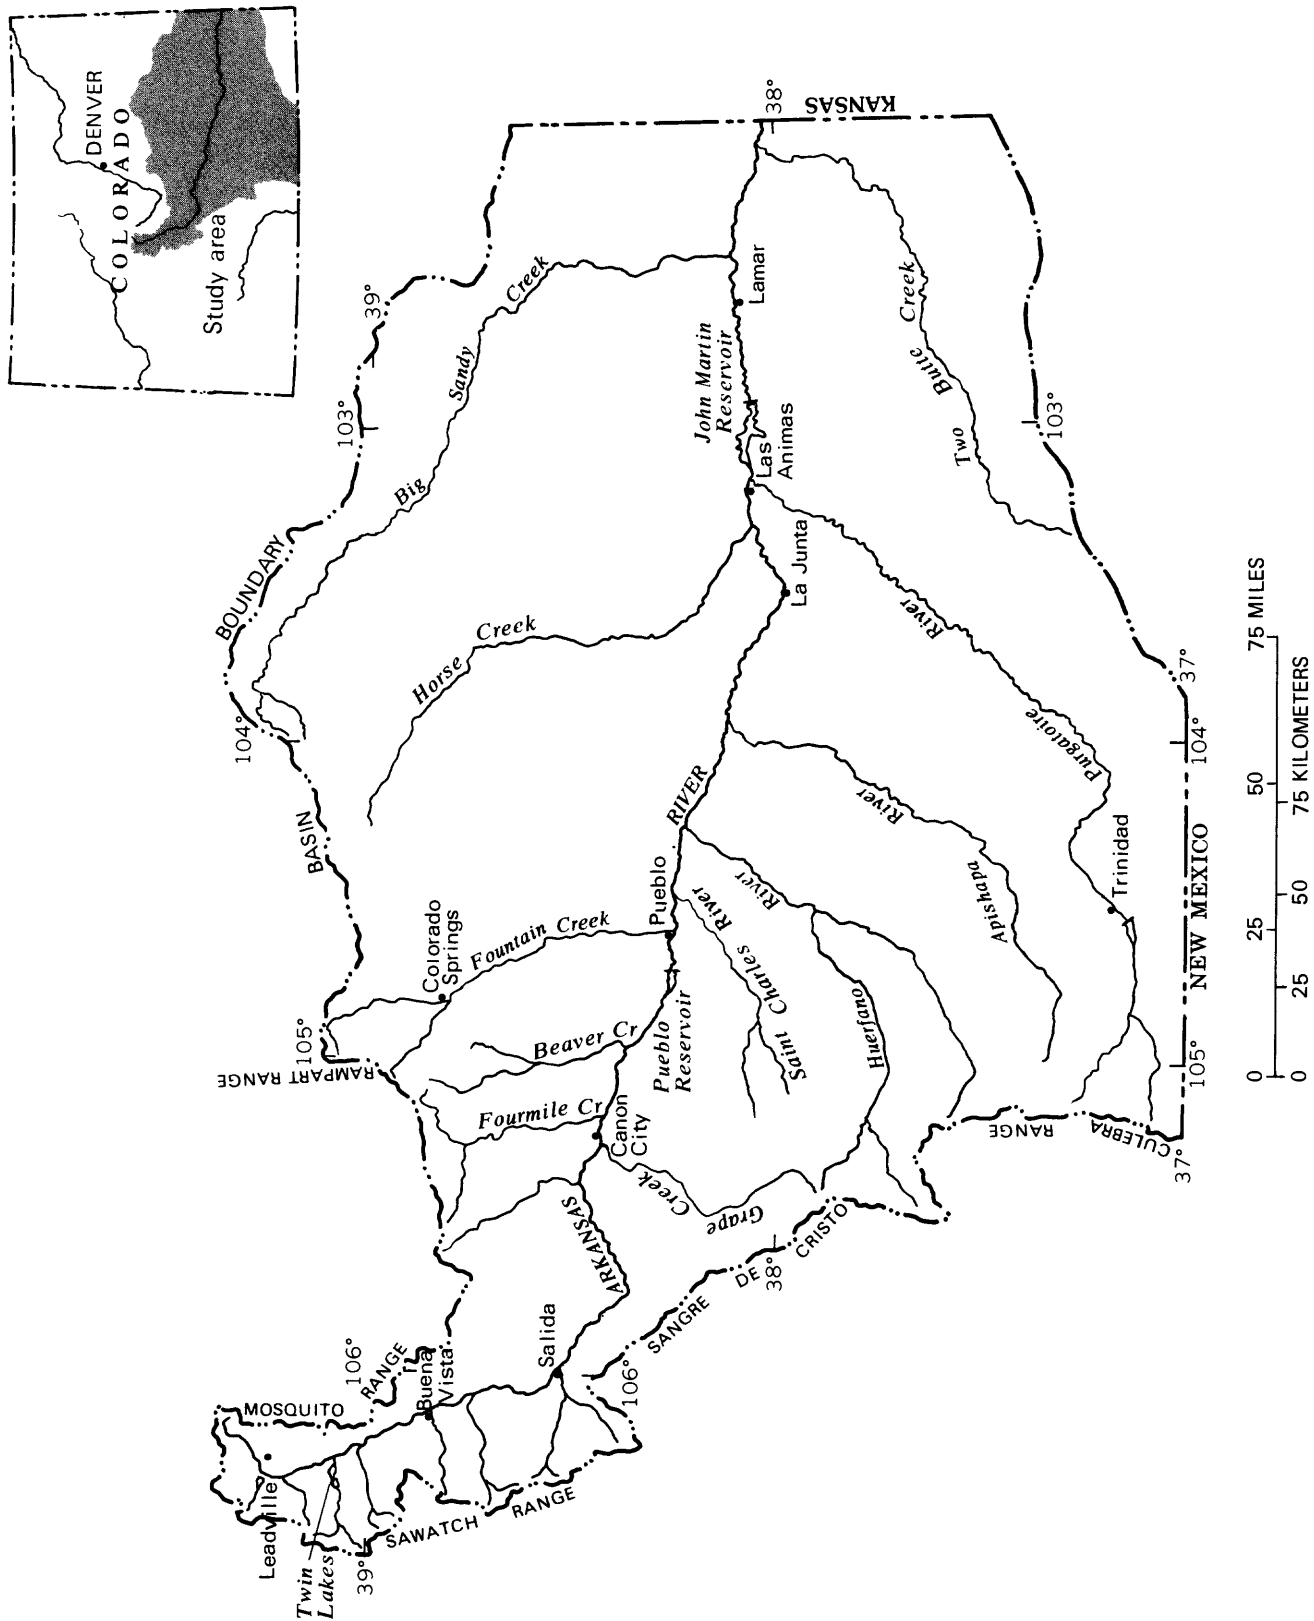 DENVER
COLORADO
Study area
BOUNDARY
BASIN
39°
103°
104°
105°
106°
39°
38°
KANSAS
38°
37°
103°
104°
105°
106°
37°
NEW MEXICO
MOSQUITO
RANGE
RAMPART RANGE
SAWATCH
RANGE
SANGRE
DE
CRISTO
CULEBRA
RANGE
Twin
Lakes
Leadville
Buena
Vista
Salida
Canon
City
Colorado
Springs
Pueblo
Pueblo
Reservoir
La Junta
Las
Animas
John Martin
Reservoir
Lamar
Trinidad
ARKANSAS
RIVER
Grape
Creek
Fourmile Cr
Beaver Cr
Fountain Creek
Saint Charles River
Huerfano
River
Apishapa
River
Purgatoire
River
Horse
Creek
Big
Sandy
Creek
Two
Butte
Creek
0 25 50 75 MILES
0 25 50 75 KILOMETERS